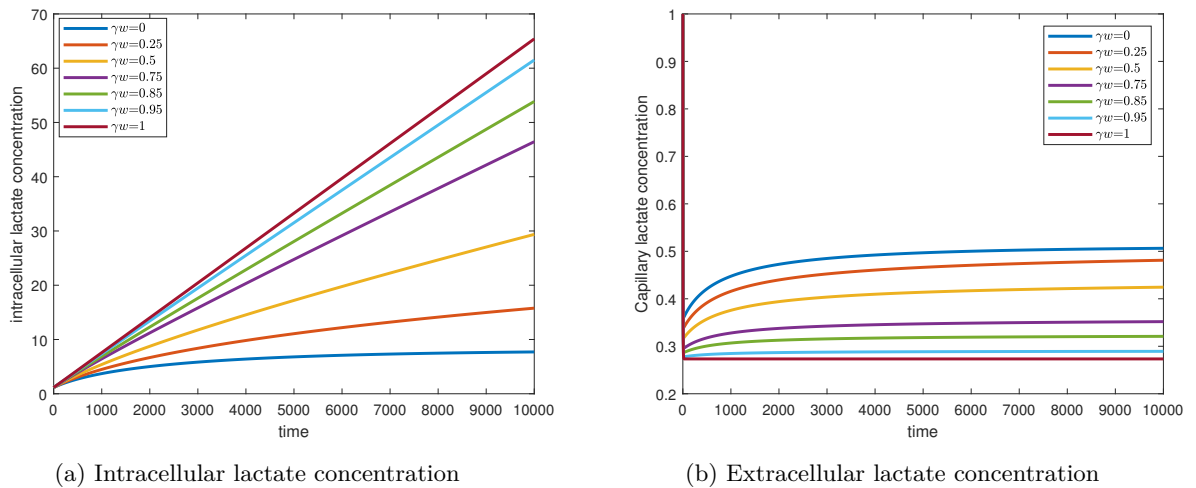 70
60
50
40
30
20
10
0
intracellular lactate concentration
γw=0
γw=0.25
γw=0.5
γw=0.75
γw=0.85
γw=0.95
γw=1
0 1000 2000 3000 4000 5000 6000 7000 8000 9000 10000
time
(a) Intracellular lactate concentration
1
0.9
0.8
0.7
0.6
0.5
0.4
0.3
0.2
Capillary lactate concentration
γw=0
γw=0.25
γw=0.5
γw=0.75
γw=0.85
γw=0.95
γw=1
0 1000 2000 3000 4000 5000 6000 7000 8000 9000 10000
time
(b) Extracellular lactate concentration